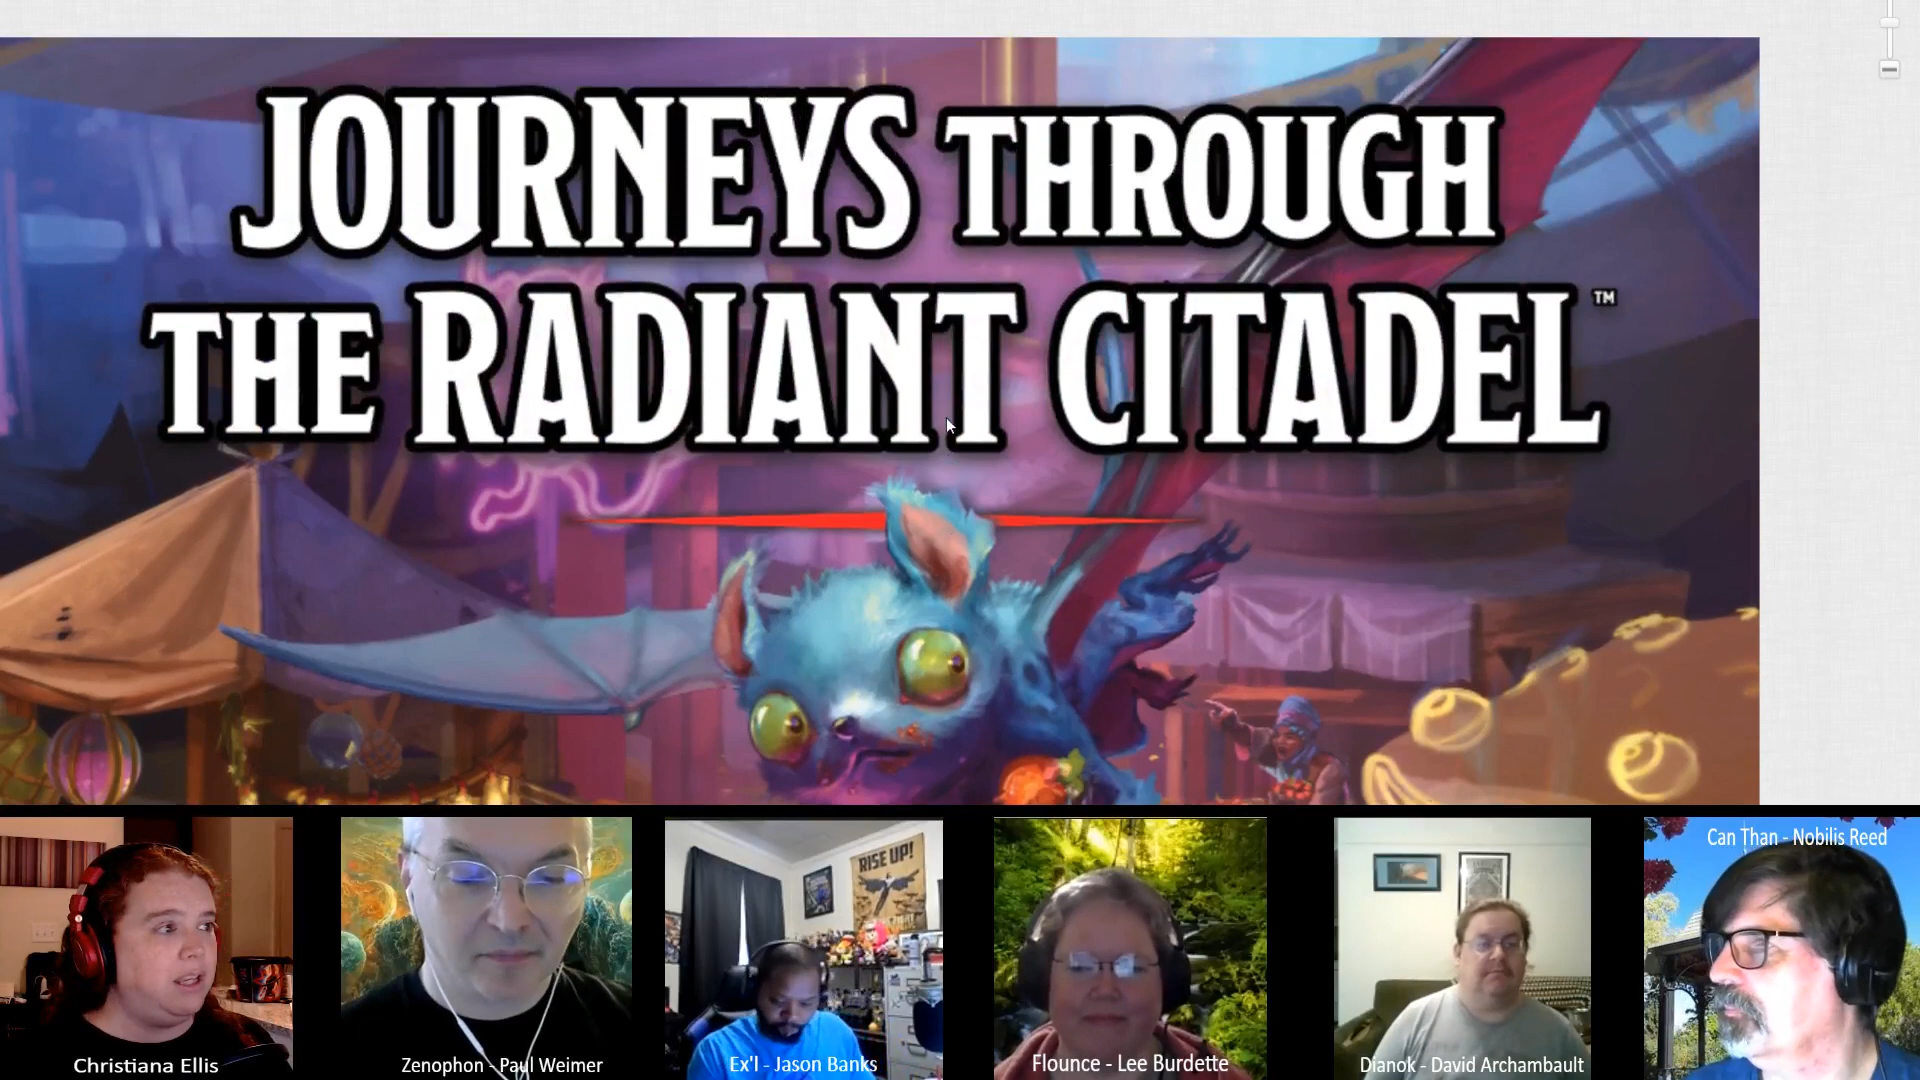 JOURNEYS THROUGH
THE RADIANT CITADEL™
RISE UP!
Can Than - Nobilis Reed
Christiana Ellis
Zenophon - Paul Weimer
Ex'l - Jason Banks
Flounce - Lee Burdette
Dianok - David Archambault